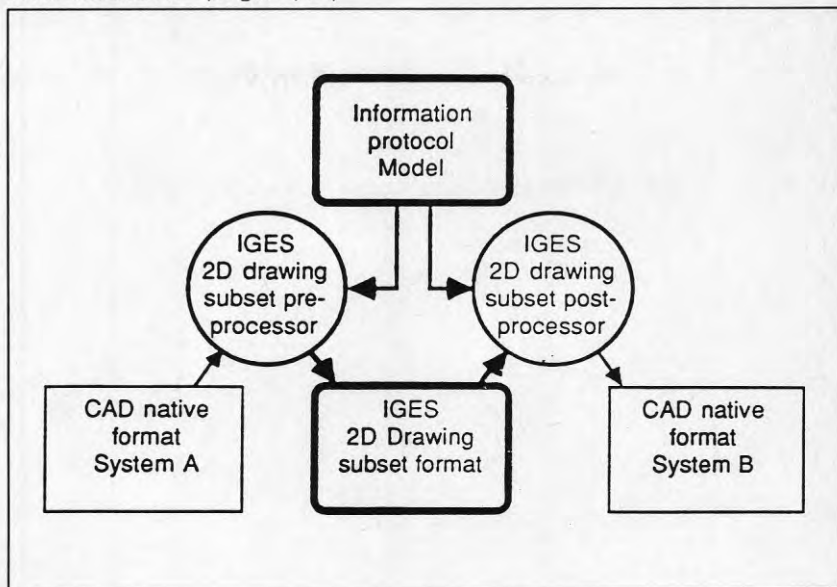 Information
protocol
Model
IGES
2D drawing
subset pre-
processor
IGES
2D drawing
subset post-
processor
CAD native
format
System A
IGES
2D Drawing
subset format
CAD native
format
System B